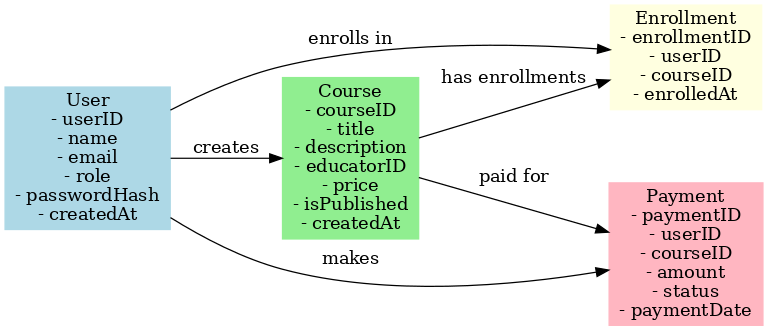 User
- userID
- name
- email
- role
- passwordHash
- createdAt
enrolls in
creates
makes
Course
- courseID
- title
- description
- educatorID
- price
- isPublished
- createdAt
has enrollments
paid for
Enrollment
- enrollmentID
- userID
- courseID
- enrolledAt
Payment
- paymentID
- userID
- courseID
- amount
- status
- paymentDate